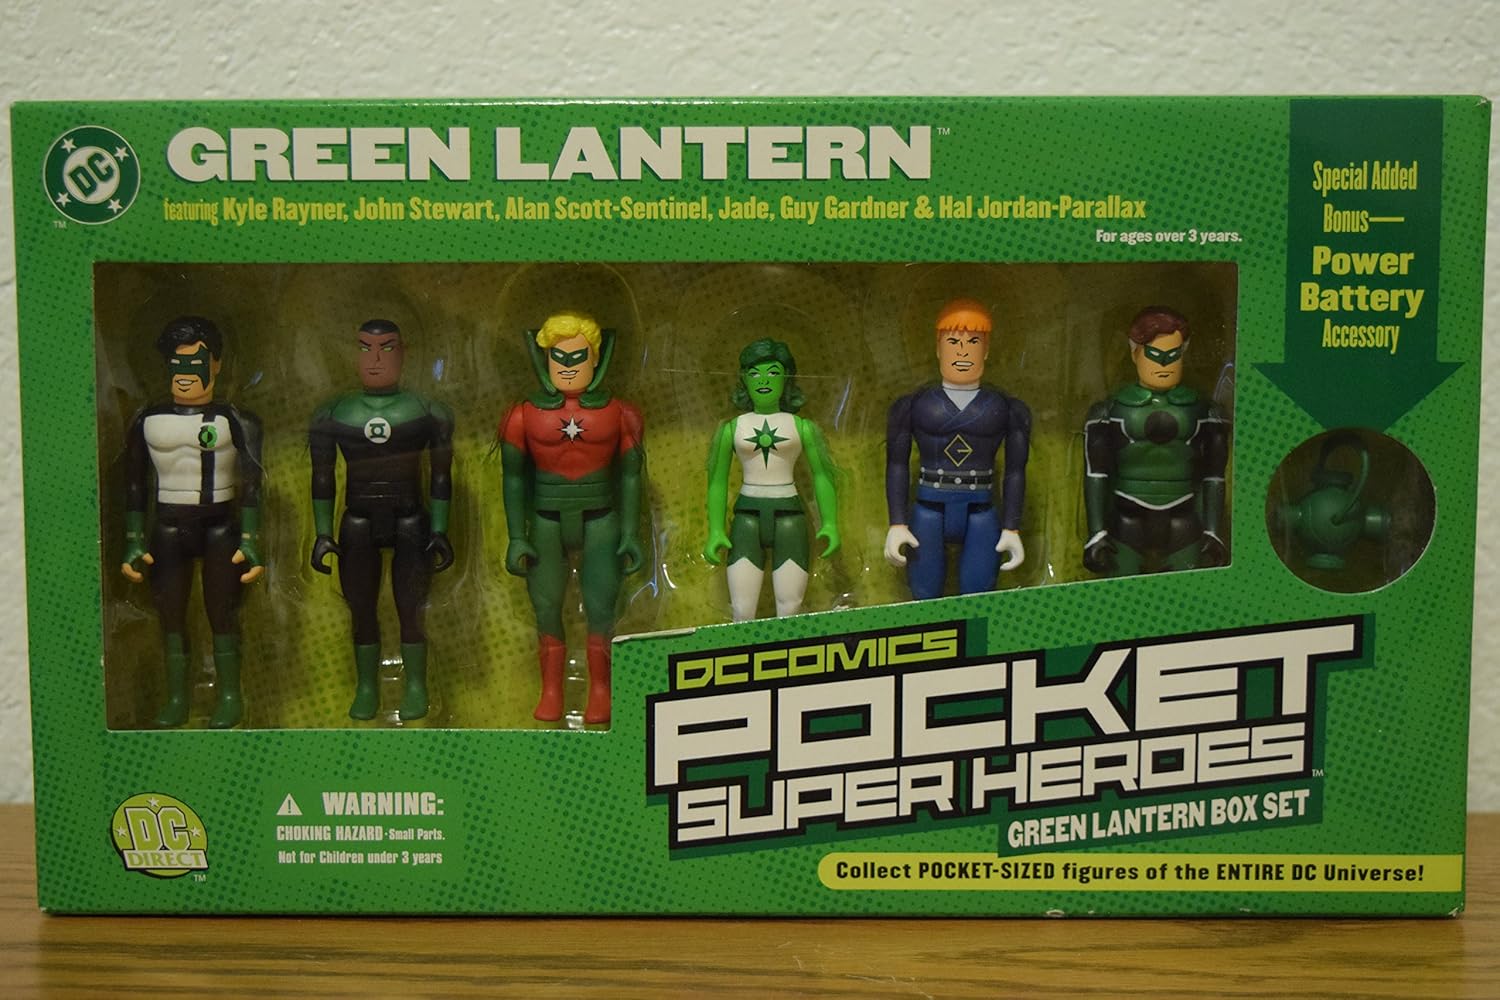 DC
TM
GREEN LANTERN™
featuring Kyle Rayner, John Stewart, Alan Scott-Sentinel, Jade, Guy Gardner & Hal Jordan-Parallax
For ages over 3 years.
Special Added
Bonus—
Power
Battery
Accessory
DC COMICS
POCKET
SUPER HEROES™
GREEN LANTERN BOX SET
Collect POCKET-SIZED figures of the ENTIRE DC Universe!
DC
DIRECT
TM
WARNING:
CHOKING HAZARD-Small Parts.
Not for Children under 3 years